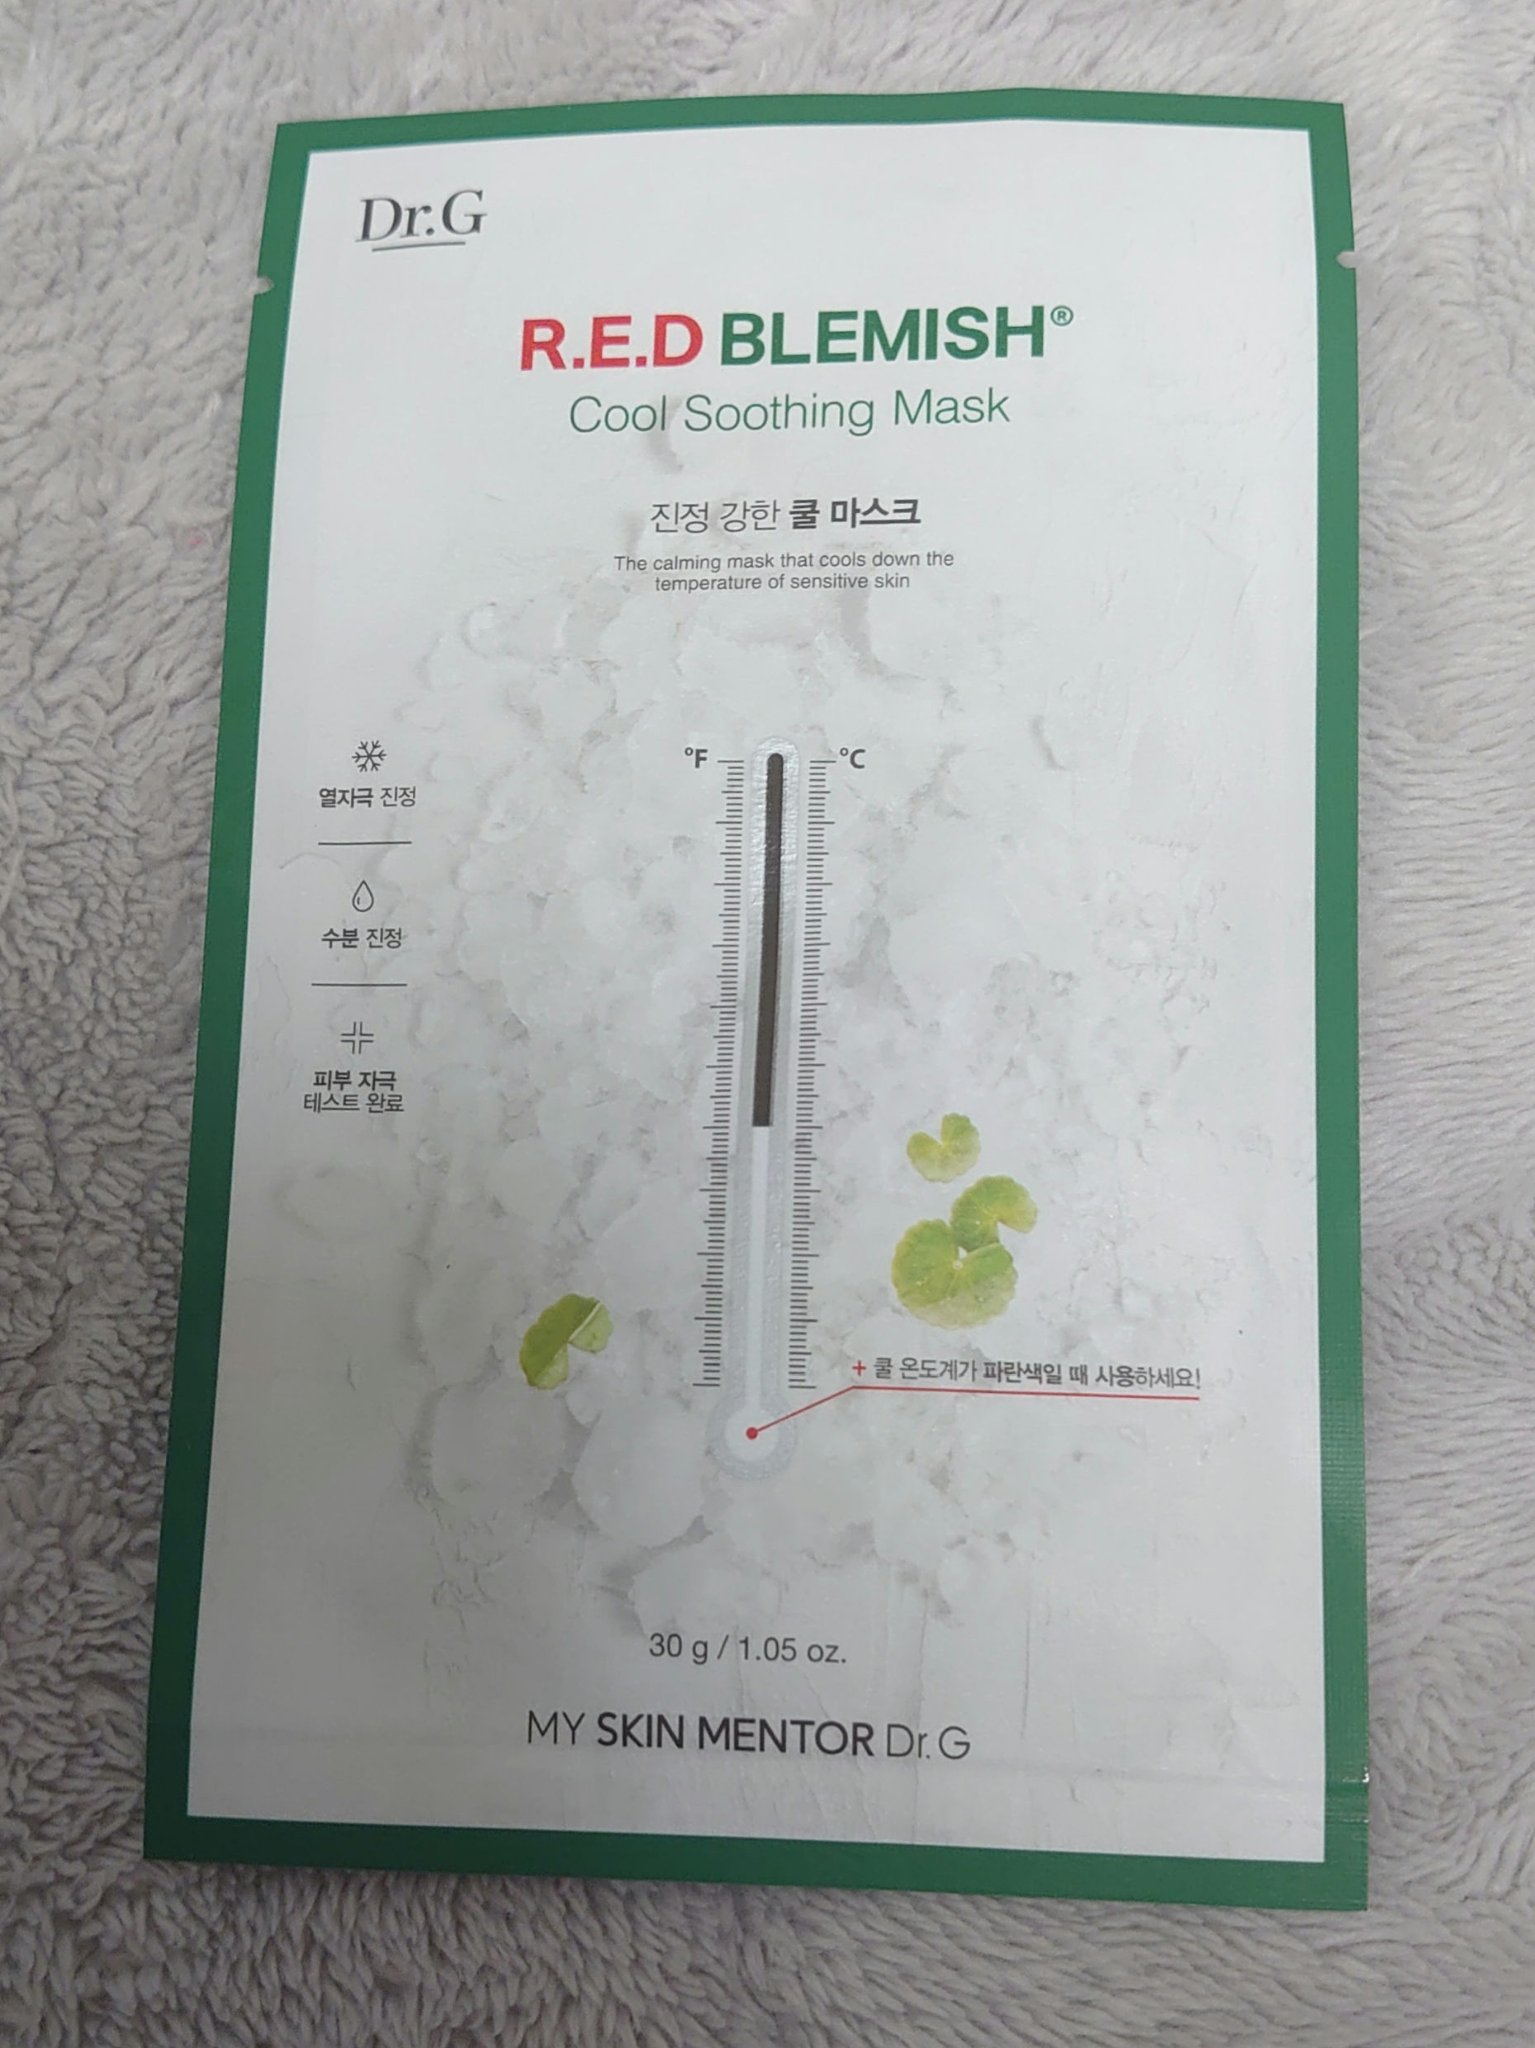 Dr.G
R.E.D BLEMISH®
Cool Soothing Mask
진정 강한 쿨 마스크
The calming mask that cools down the
temperature of sensitive skin
°F
°C
열자극 진정
수분 진정
피부 자극
테스트 완료
+ 쿨 온도계가 파란색일 때 사용하세요!
30 g / 1.05 oz.
MY SKIN MENTOR Dr.G